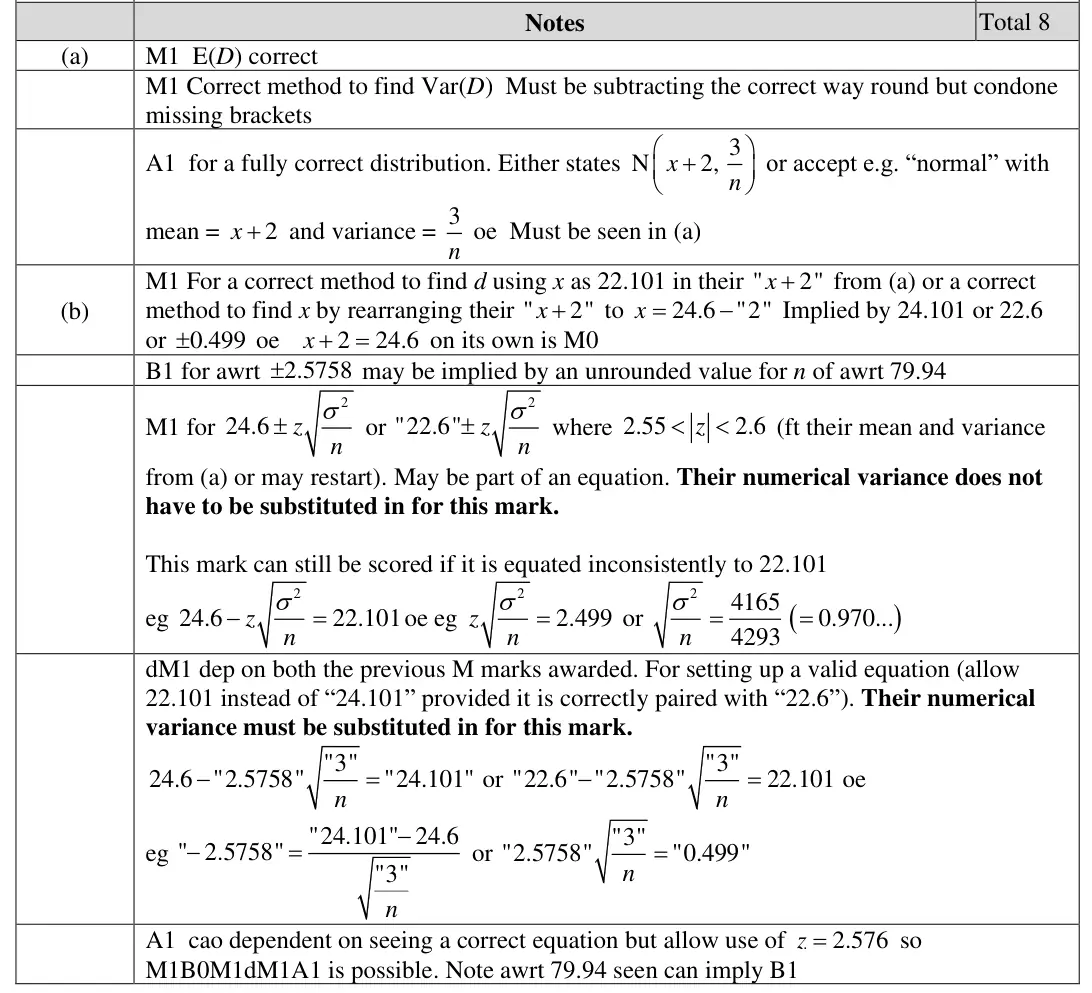 Notes Total 8
(a) M1 E(D) correct
M1 Correct method to find Var(D) Must be subtracting the correct way round but condone
missing brackets
A1 for a fully correct distribution. Either states N(x + 2, 3/n) or accept e.g. “normal” with
mean = x + 2 and variance = 3/n oe Must be seen in (a)
M1 For a correct method to find d using x as 22.101 in their "x + 2" from (a) or a correct
(b) method to find x by rearranging their "x + 2" to x = 24.6 − "2" Implied by 24.101 or 22.6
or ±0.499 oe x + 2 = 24.6 on its own is M0
B1 for awrt ±2.5758 may be implied by an unrounded value for n of awrt 79.94
M1 for 24.6 ± z√(σ²/n) or "22.6" ± z√(σ²/n) where 2.55 < |z| < 2.6 (ft their mean and variance
from (a) or may restart). May be part of an equation. Their numerical variance does not
have to be substituted in for this mark.
This mark can still be scored if it is equated inconsistently to 22.101
eg 24.6 − z√(σ²/n) = 22.101 oe eg z√(σ²/n) = 2.499 or √(σ²/n) = 4165/4293 (= 0.970...)
dM1 dep on both the previous M marks awarded. For setting up a valid equation (allow
22.101 instead of “24.101” provided it is correctly paired with “22.6”). Their numerical
variance must be substituted in for this mark.
24.6 − "2.5758"√("3"/n) = "24.101" or "22.6" − "2.5758"√("3"/n) = 22.101 oe
eg "− 2.5758" = ("24.101" − 24.6)/√("3"/n) or "2.5758"√("3"/n) = "0.499"
A1 cao dependent on seeing a correct equation but allow use of z = 2.576 so
M1B0M1dM1A1 is possible. Note awrt 79.94 seen can imply B1